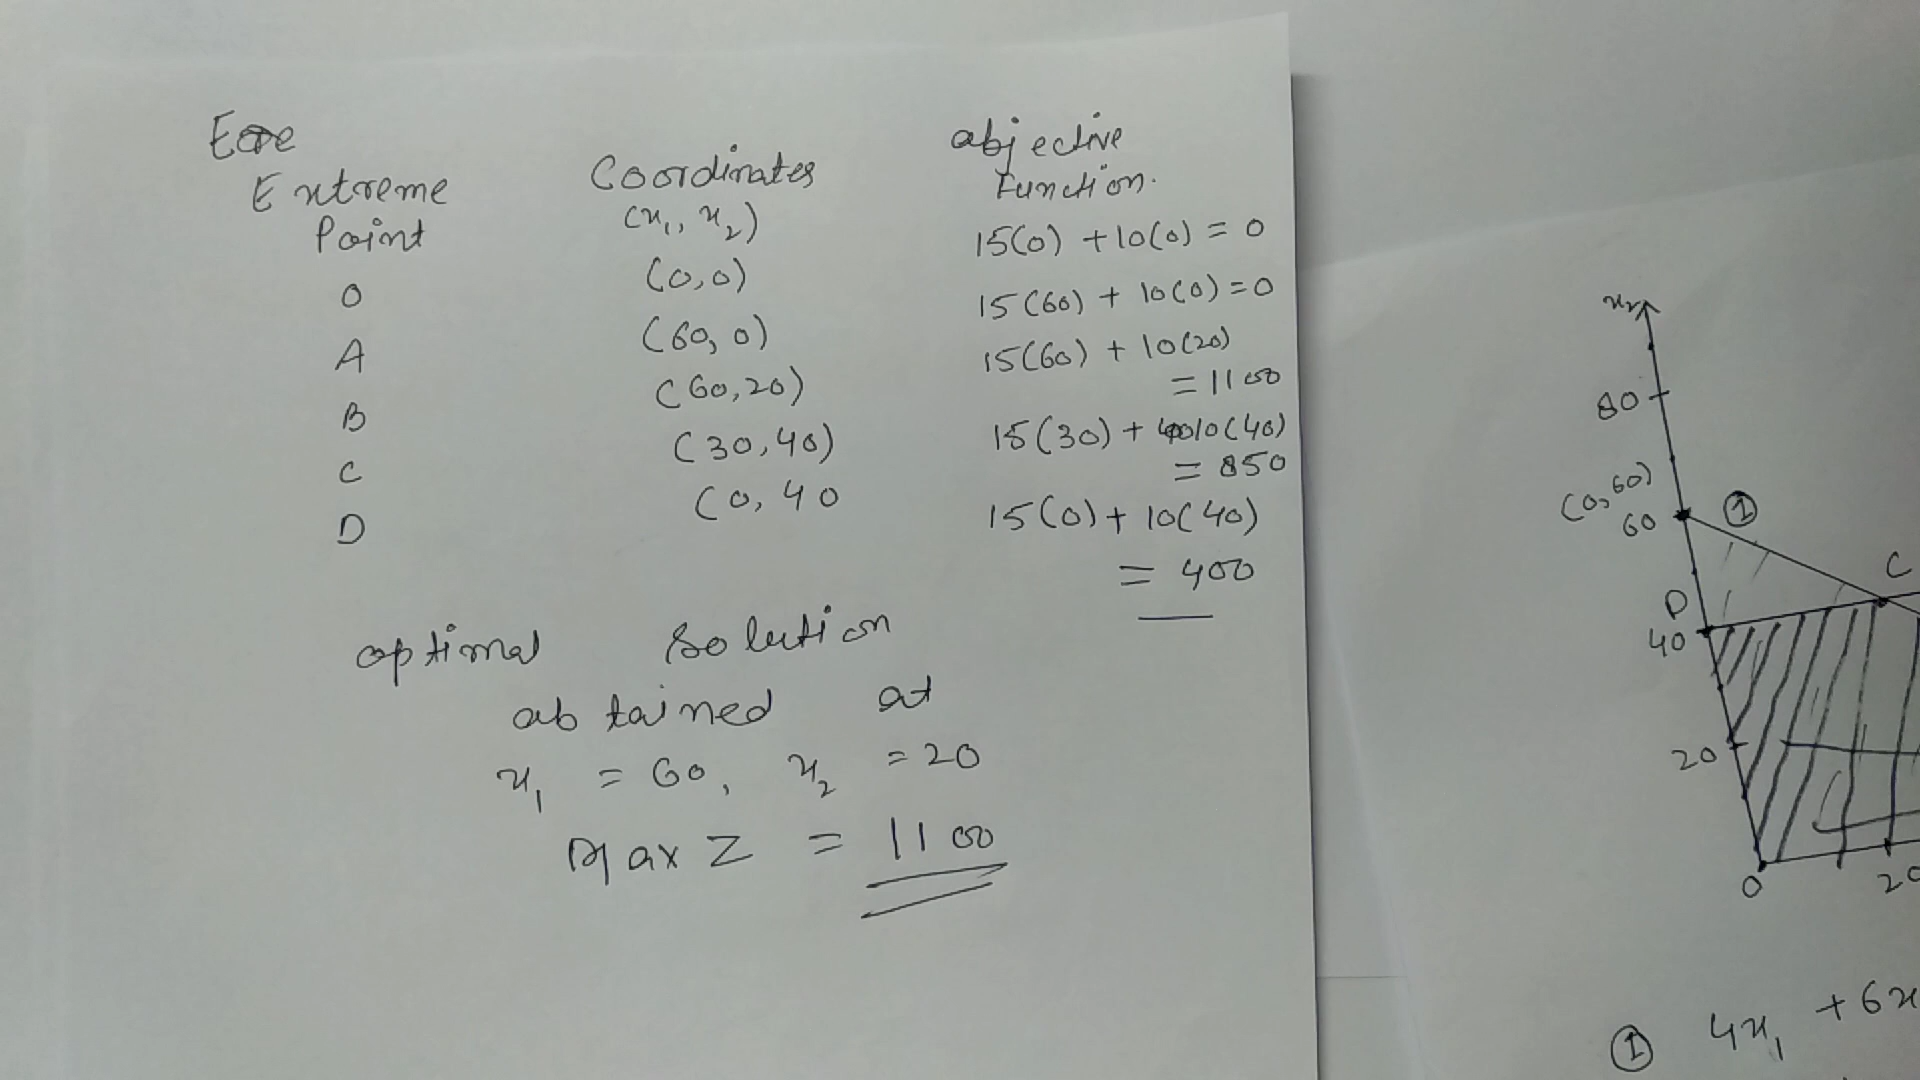 Extreme
Point
Coordinates
(x₁, x₂)
abjective
Function.
O
(0,0)
15(0) + 10(0) = 0
A
(60, 0)
15(60) + 10(0) = 0
B
(60,20)
15(60) + 10(20)
= 1100
C
(30,40)
15(30) + 10(40)
= 850
D
(0, 40
15(0) + 10(40)
= 400
optimal solution
abtained at
x₁ = 60, x₂ = 20
Max Z = 1100
x₂
80
(0,60)
60
①
C
D
40
20
O
20
① 4x₁ + 6x